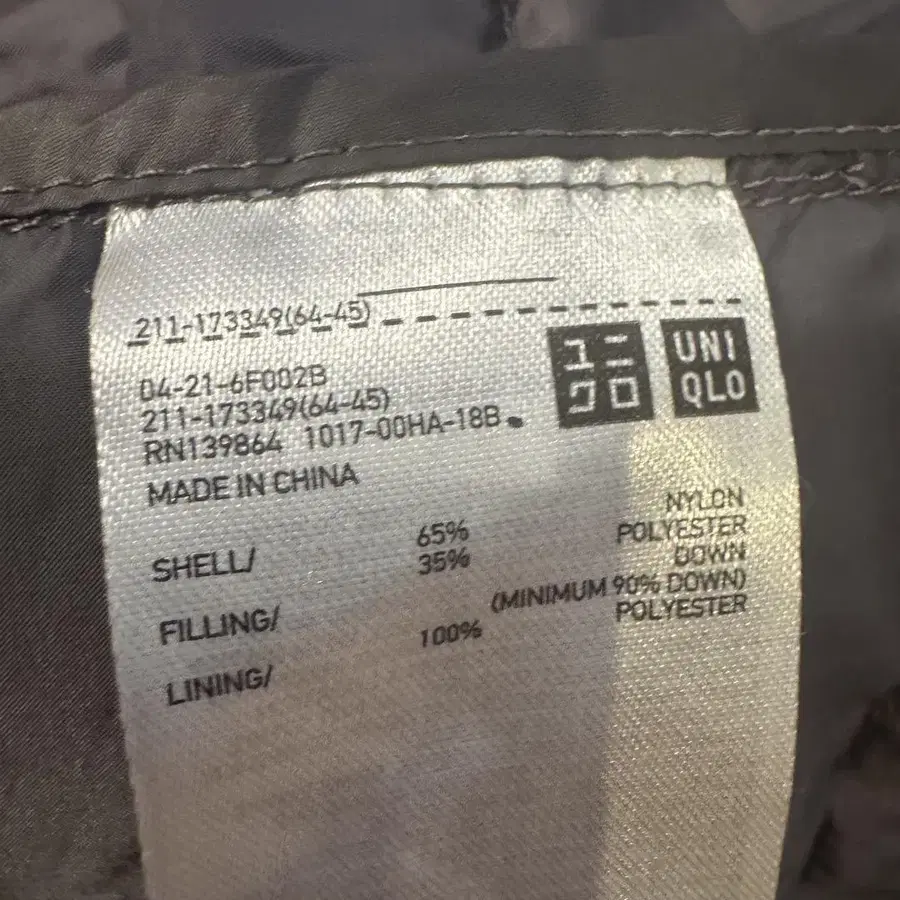 211-173349(64-45)
ユニ
クロ
UNI
QLO
04-21-6F002B
211-173349(64-45)
RN139864 1017-00HA-18B
MADE IN CHINA
SHELL/ 65% NYLON
35% POLYESTER
FILLING/ DOWN
(MINIMUM 90% DOWN)
LINING/ 100% POLYESTER